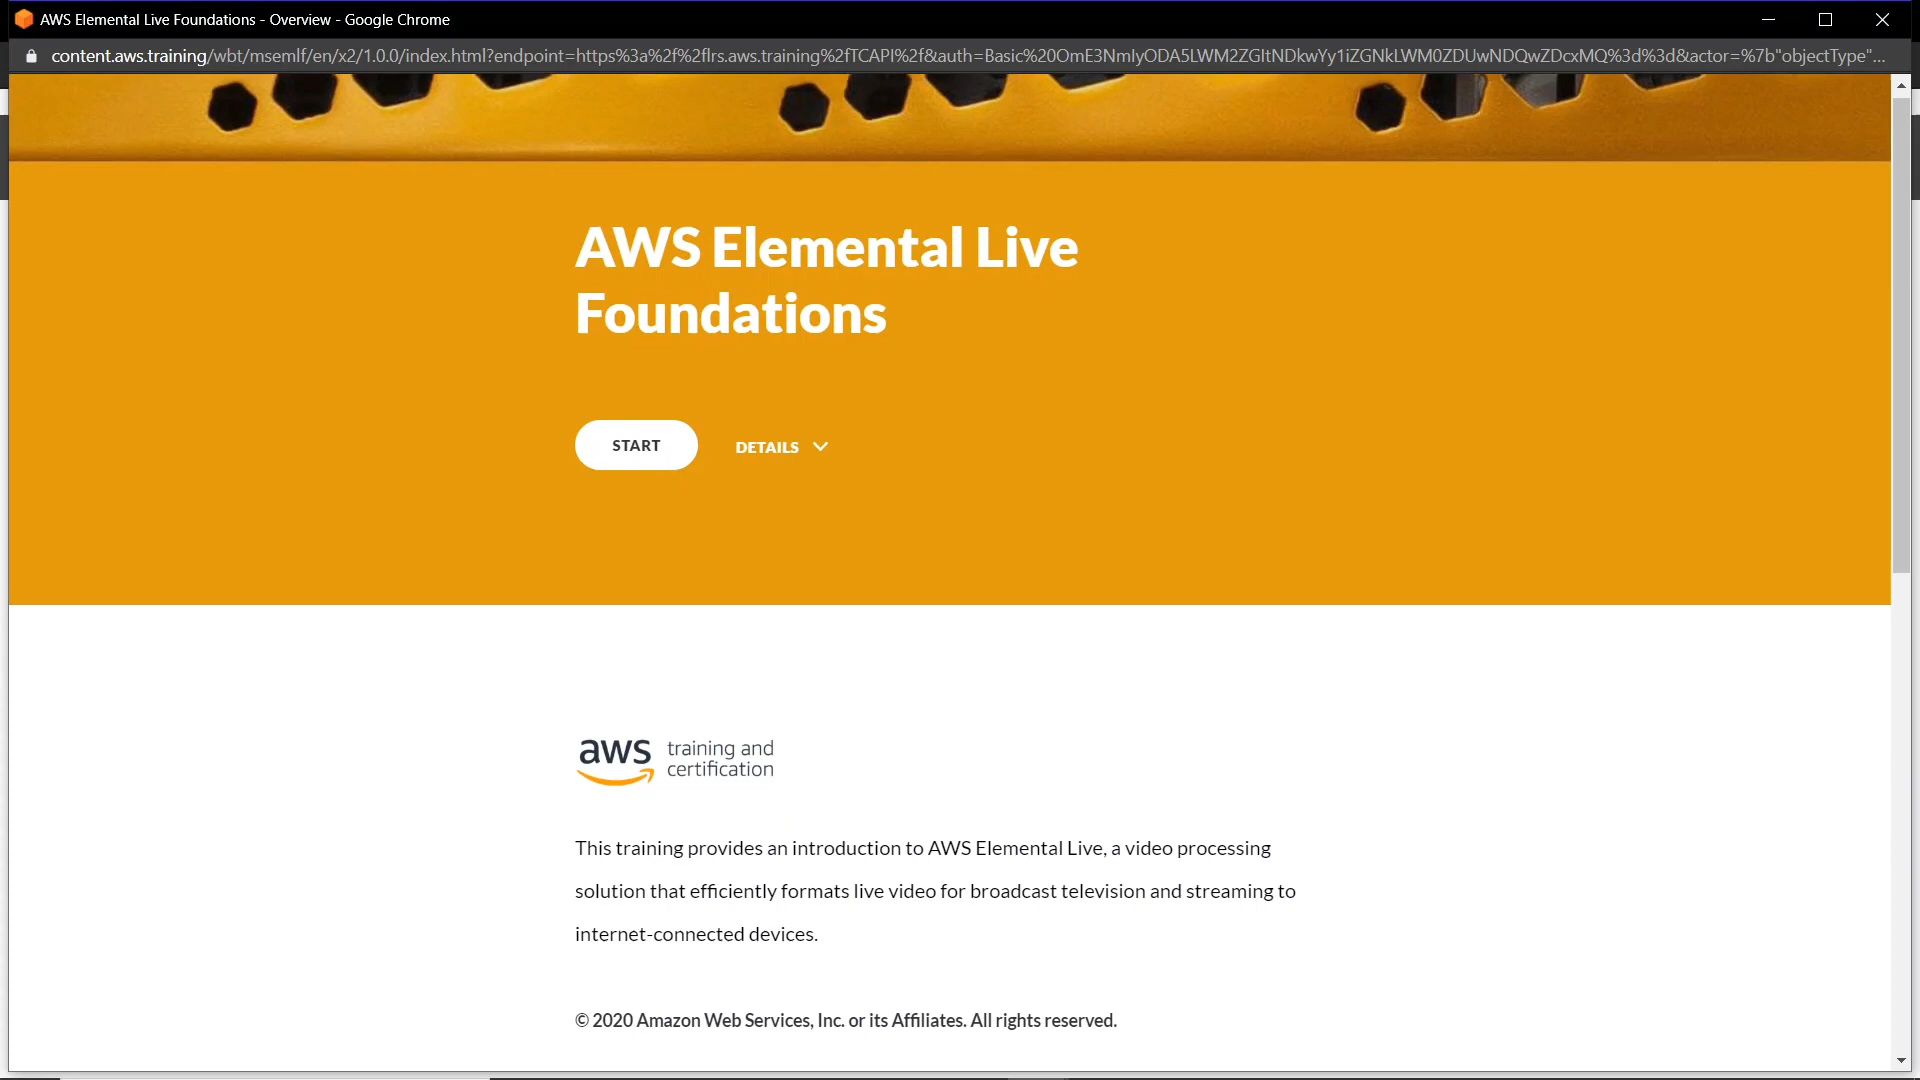 AWS Elemental Live Foundations - Overview - Google Chrome
content.aws.training/wbt/msemlf/en/x2/1.0.0/index.html?endpoint=https%3a%2f%2flrs.aws.training%2fTCAPI%2f&auth=Basic%20OmE3NmIyODA5LWM2ZGItNDkwYy1iZGNkLWM0ZDUwNDQwZDcxMQ%3d%3d&actor=%7b"objectType"...
AWS Elemental Live
Foundations
START DETAILS
aws training and
certification
This training provides an introduction to AWS Elemental Live, a video processing
solution that efficiently formats live video for broadcast television and streaming to
internet-connected devices.
© 2020 Amazon Web Services, Inc. or its Affiliates. All rights reserved.